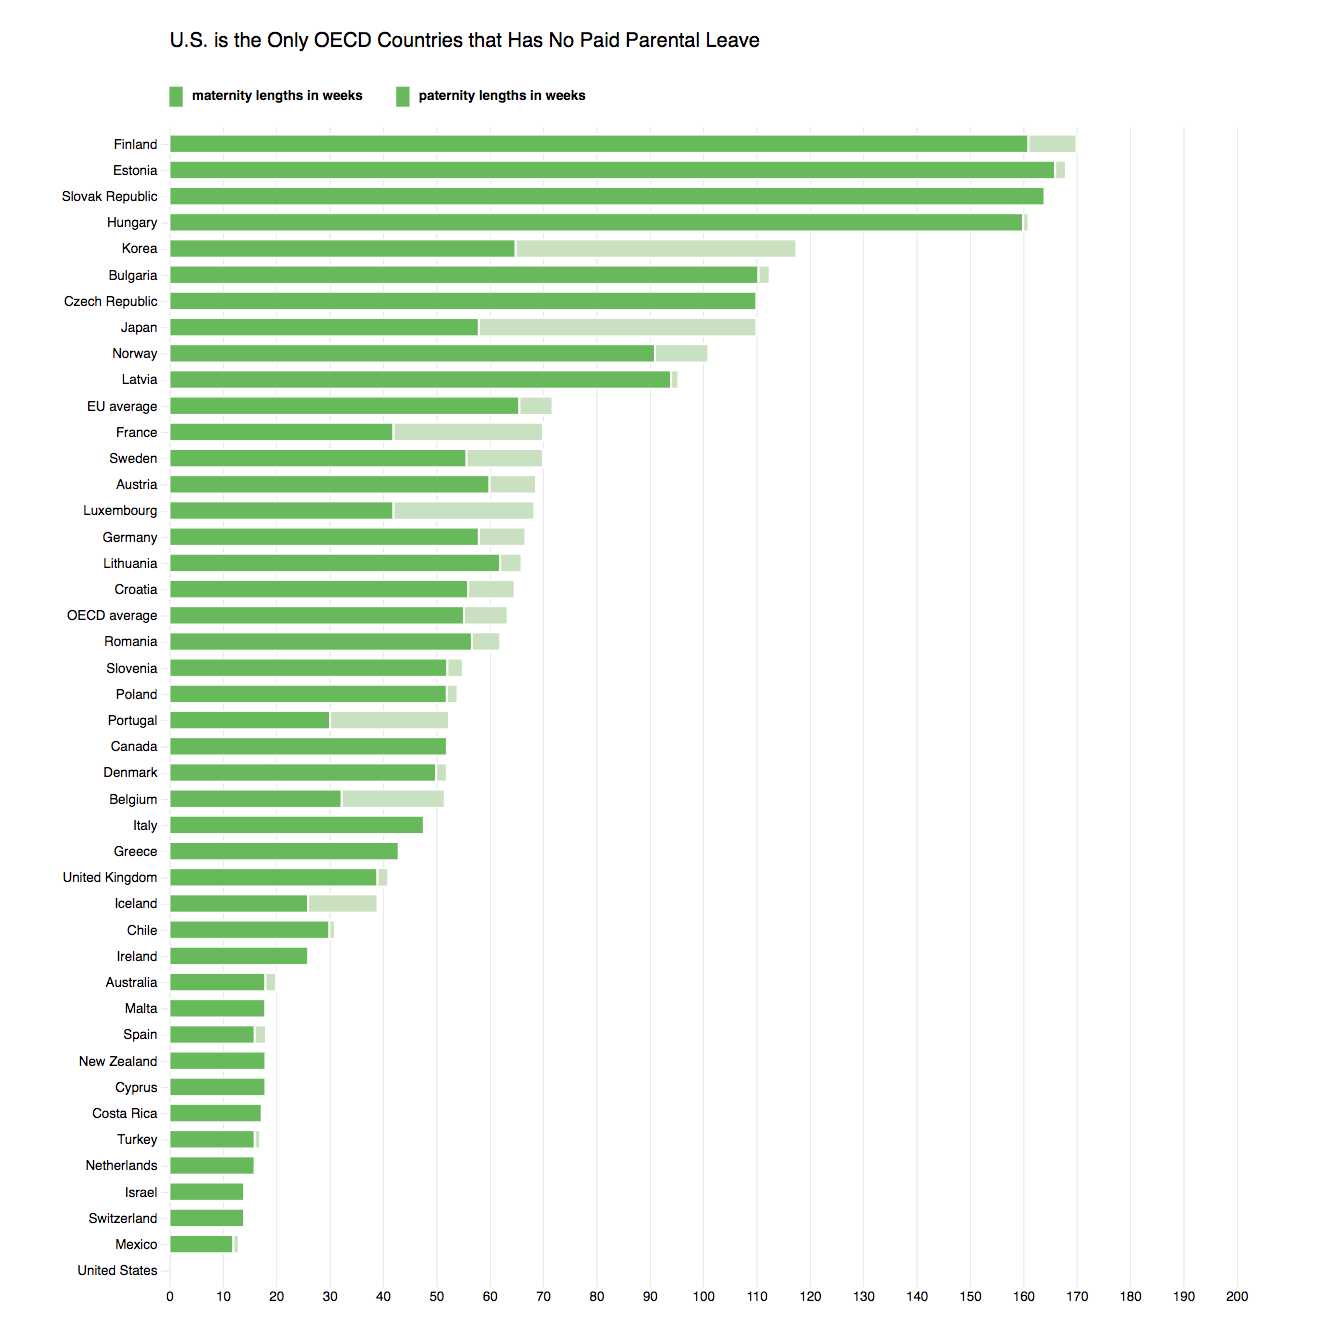 U.S. is the Only OECD Countries that Has No Paid Parental Leave
maternity lengths in weeks paternity lengths in weeks
Finland
Estonia
Slovak Republic
Hungary
Korea
Bulgaria
Czech Republic
Japan
Norway
Latvia
EU average
France
Sweden
Austria
Luxembourg
Germany
Lithuania
Croatia
OECD average
Romania
Slovenia
Poland
Portugal
Canada
Denmark
Belgium
Italy
Greece
United Kingdom
Iceland
Chile
Ireland
Australia
Malta
Spain
New Zealand
Cyprus
Costa Rica
Turkey
Netherlands
Israel
Switzerland
Mexico
United States
0 10 20 30 40 50 60 70 80 90 100 110 120 130 140 150 160 170 180 190 200